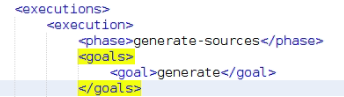 <executions>
<execution>
<phase>generate-sources</phase>
<goals>
<goal>generate</goal>
</goals>